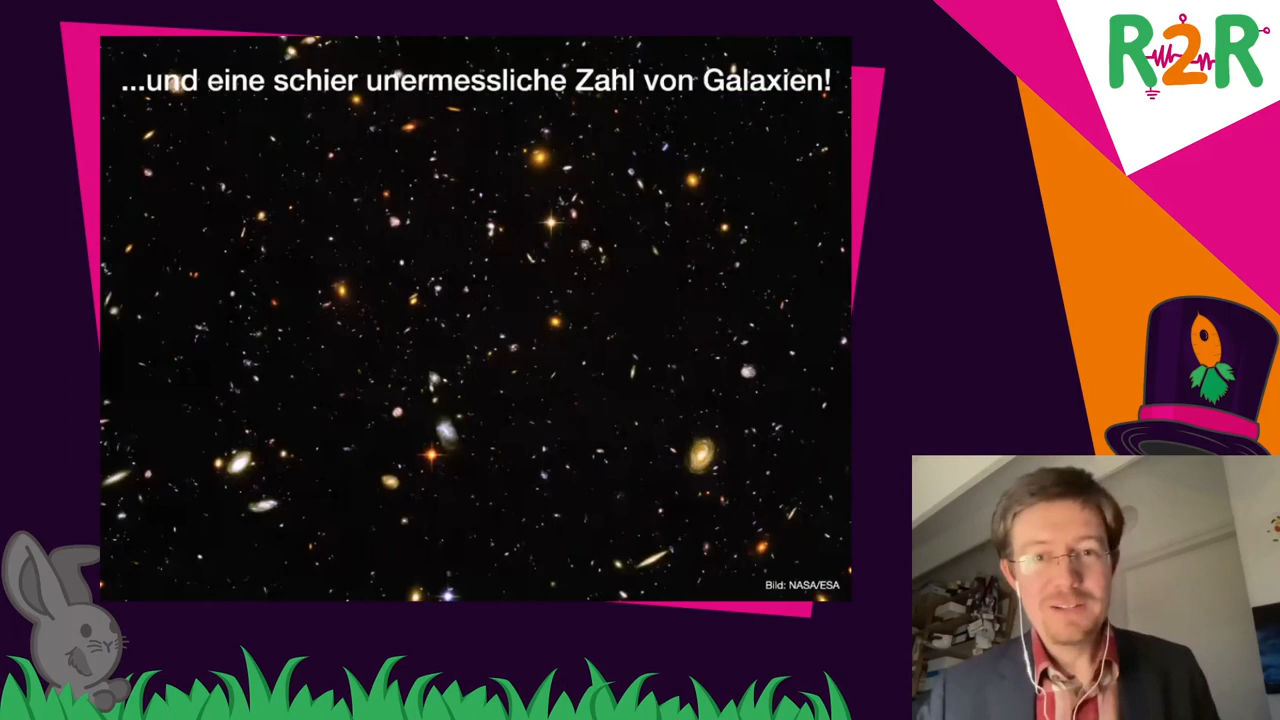 ...und eine schier unermessliche Zahl von Galaxien!
R2R
Bild: NASA/ESA